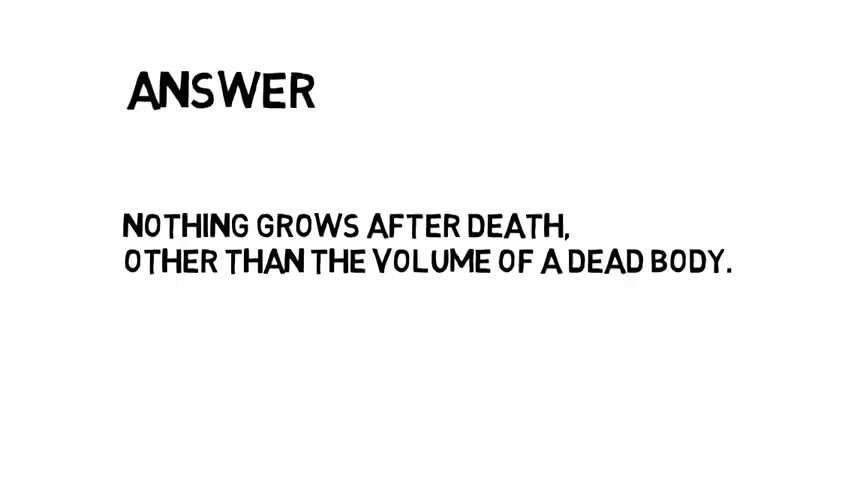 ANSWER
NOTHING GROWS AFTER DEATH,
OTHER THAN THE VOLUME OF A DEAD BODY.